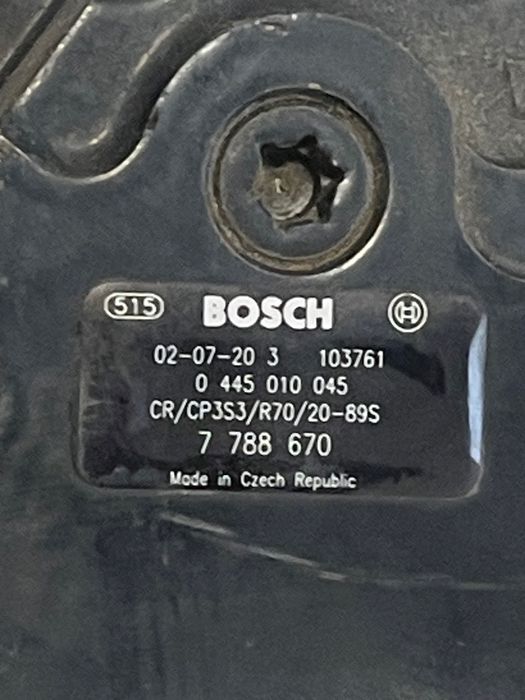 515 BOSCH H
02-07-20 3 103761
0 445 010 045
CR/CP3S3/R70/20-89S
7 788 670
Made in Czech Republic